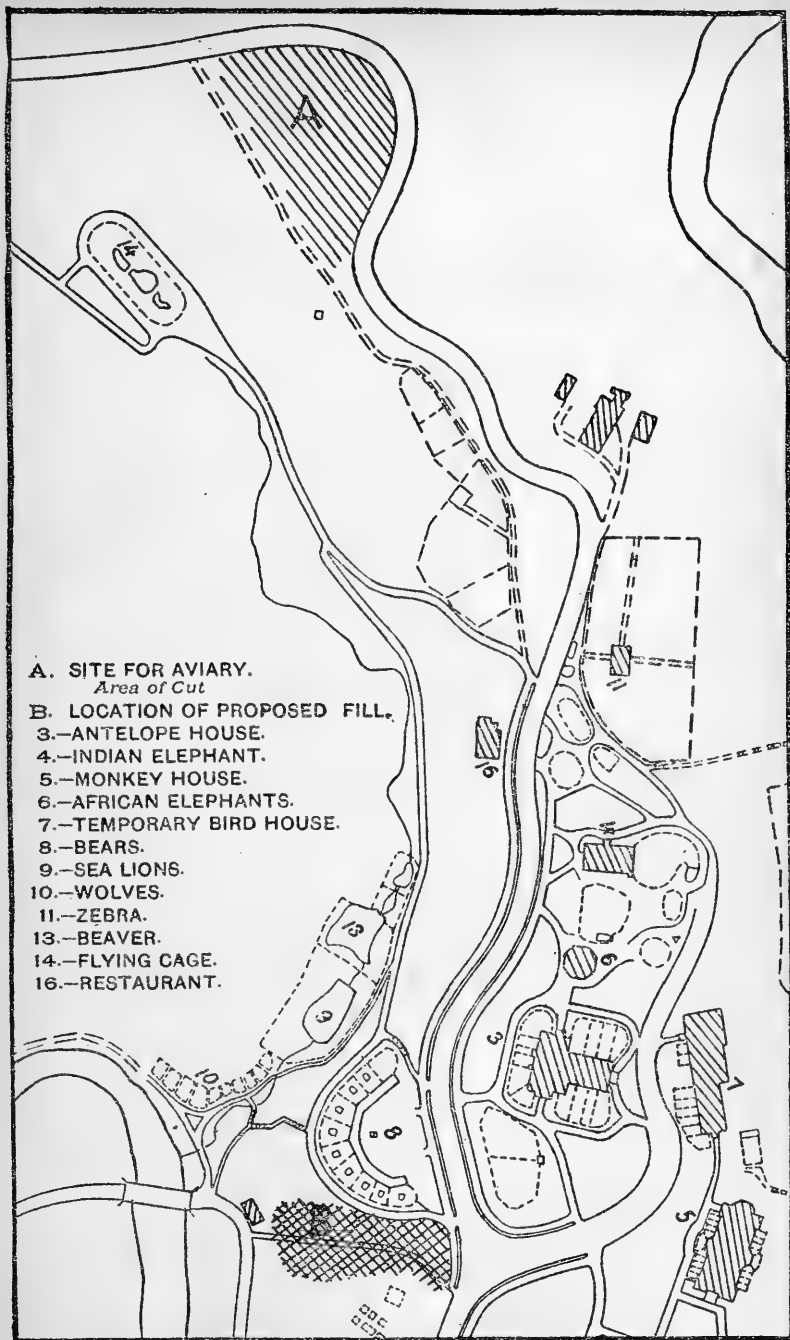 A
14
11
16
A. SITE FOR AVIARY.
Area of Cut
B. LOCATION OF PROPOSED FILL.
3.—ANTELOPE HOUSE.
4.—INDIAN ELEPHANT.
5.—MONKEY HOUSE.
6.—AFRICAN ELEPHANTS.
7.—TEMPORARY BIRD HOUSE.
8.—BEARS.
9.—SEA LIONS.
10.—WOLVES.
11.—ZEBRA.
13.—BEAVER.
14.—FLYING CAGE.
16.—RESTAURANT.
13
6
9
3
7
10
8
5